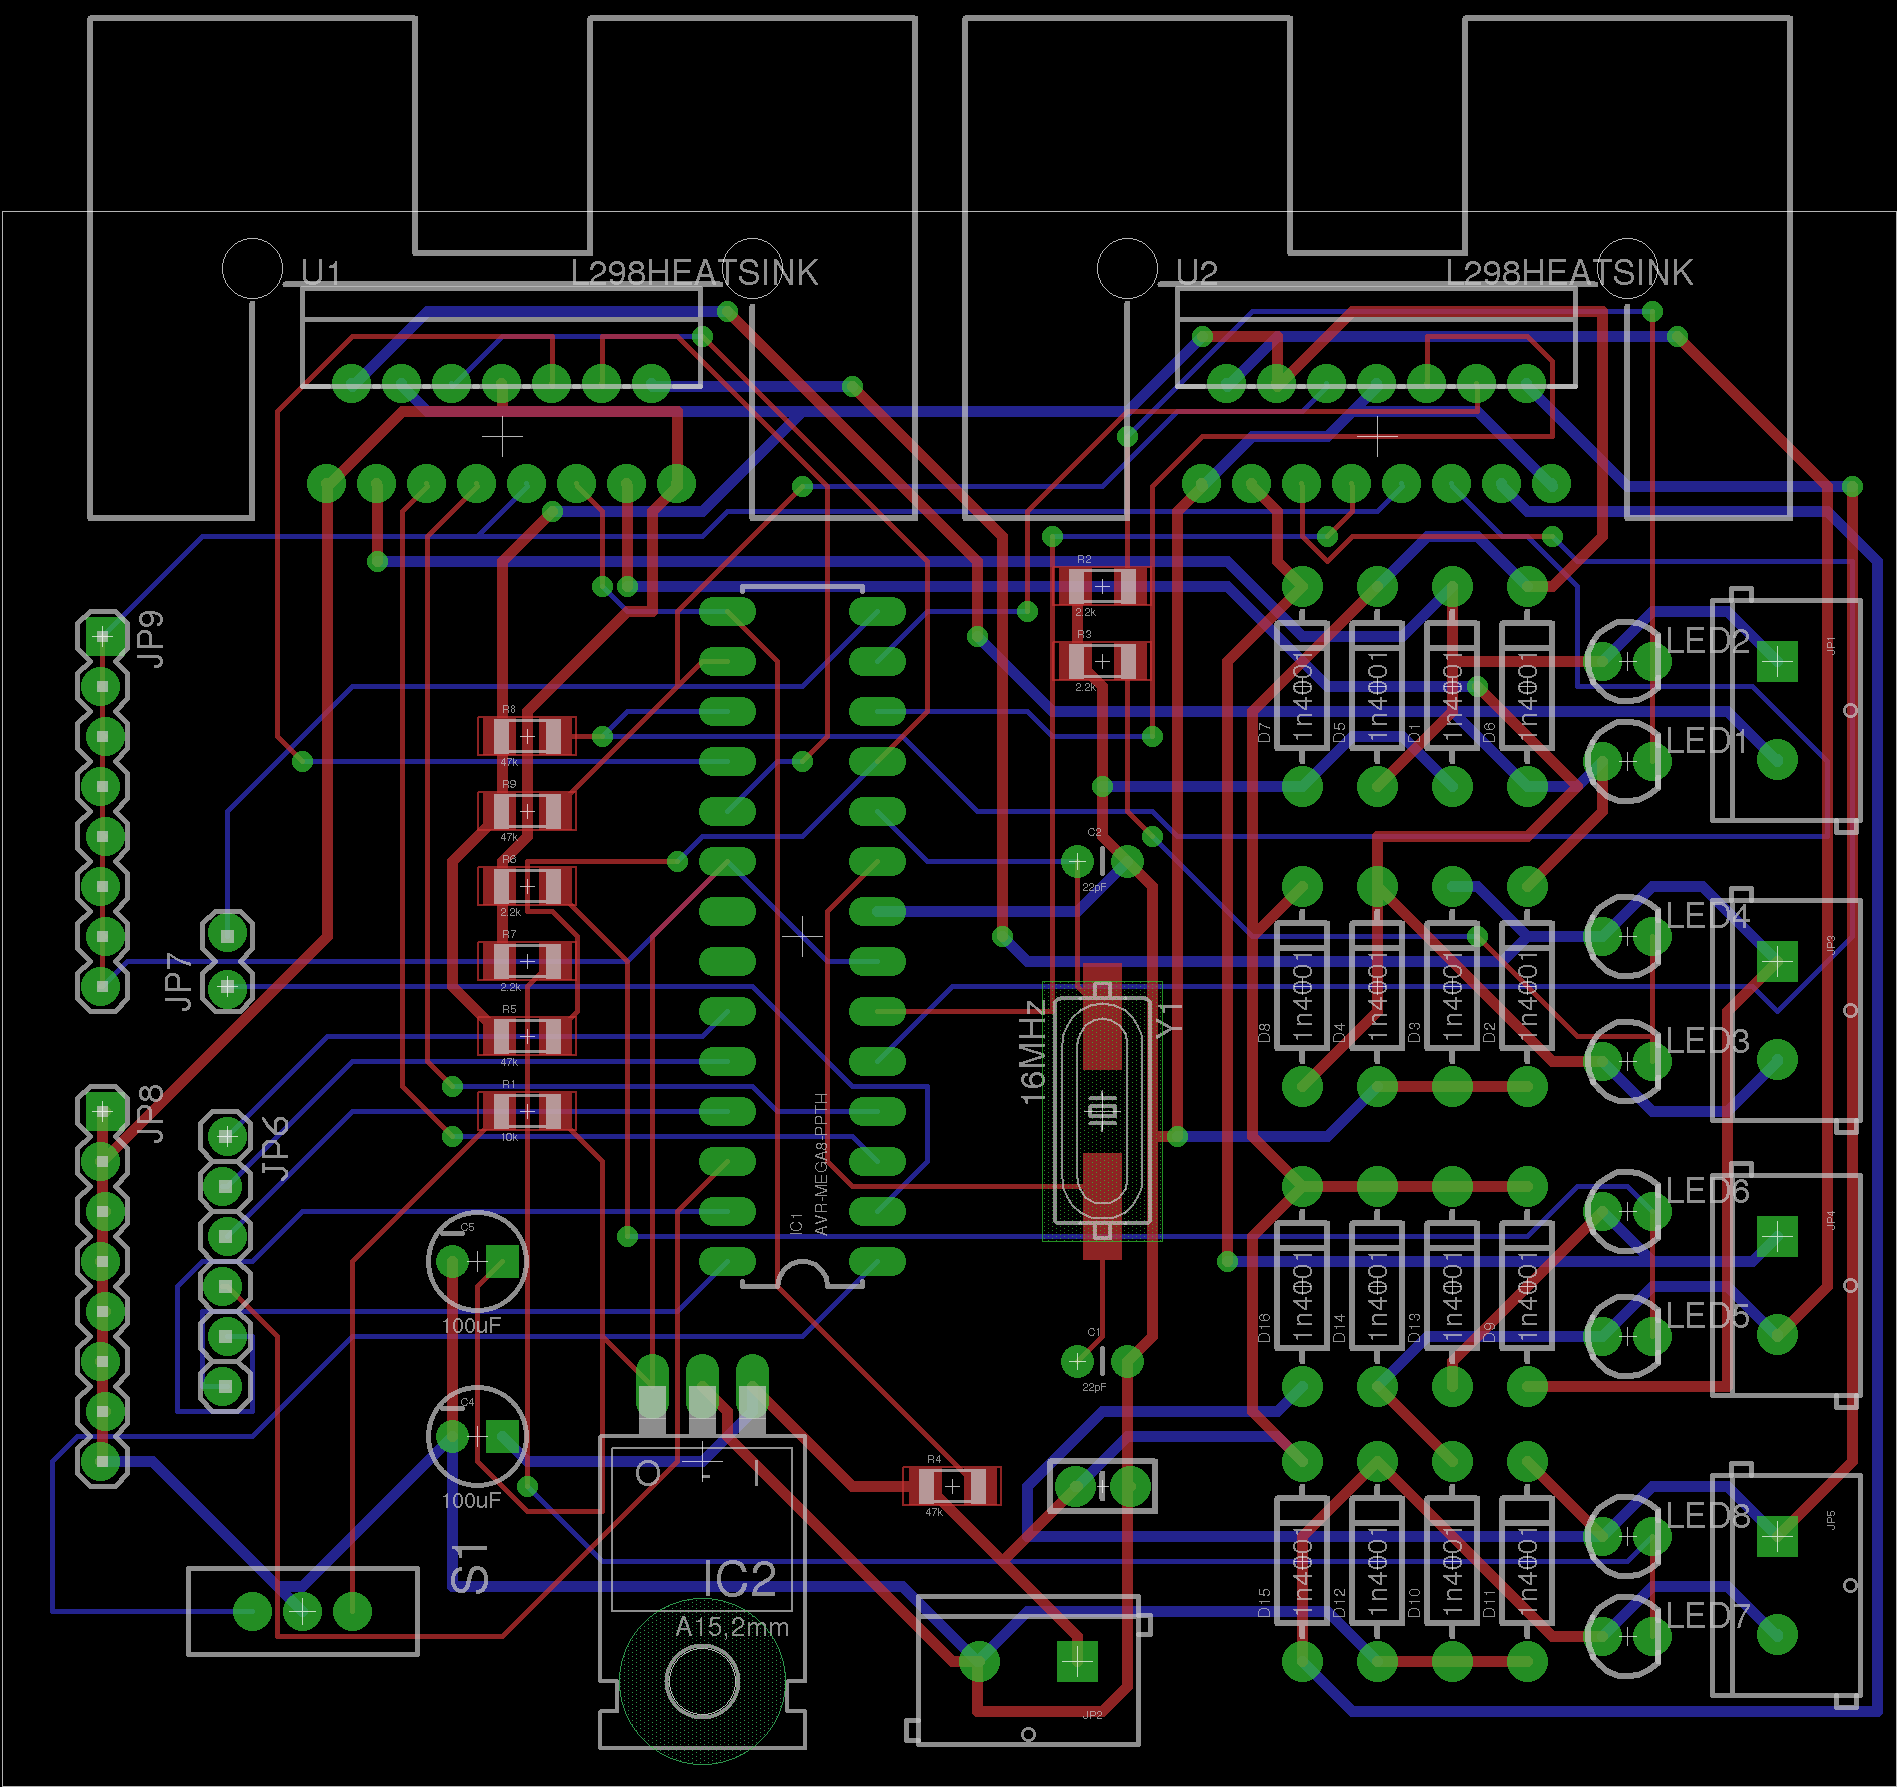 U1
L298HEATSINK
U2
L298HEATSINK
R2
2.2k
R3
2.2k
JP9
JP7
JP8
JP6
R8
47k
R9
47k
R6
2.2k
R7
2.2k
R5
47k
R1
10k
IC1
AVR-MEGA8-PPTH
C2
22pF
16MHz
Y1
C1
22pF
D7
1n4001
D5
1n4001
D1
1n4001
D6
1n4001
LED2
LED1
JP1
D8
1n4001
D4
1n4001
D3
1n4001
D2
1n4001
LED4
LED3
JP3
D16
1n4001
D14
1n4001
D13
1n4001
D9
1n4001
LED6
LED5
JP4
D15
1n4001
D12
1n4001
D10
1n4001
D11
1n4001
LED8
LED7
JP5
C5
100uF
C4
100uF
S1
O
I
IC2
A15,2mm
R4
47k
JP2